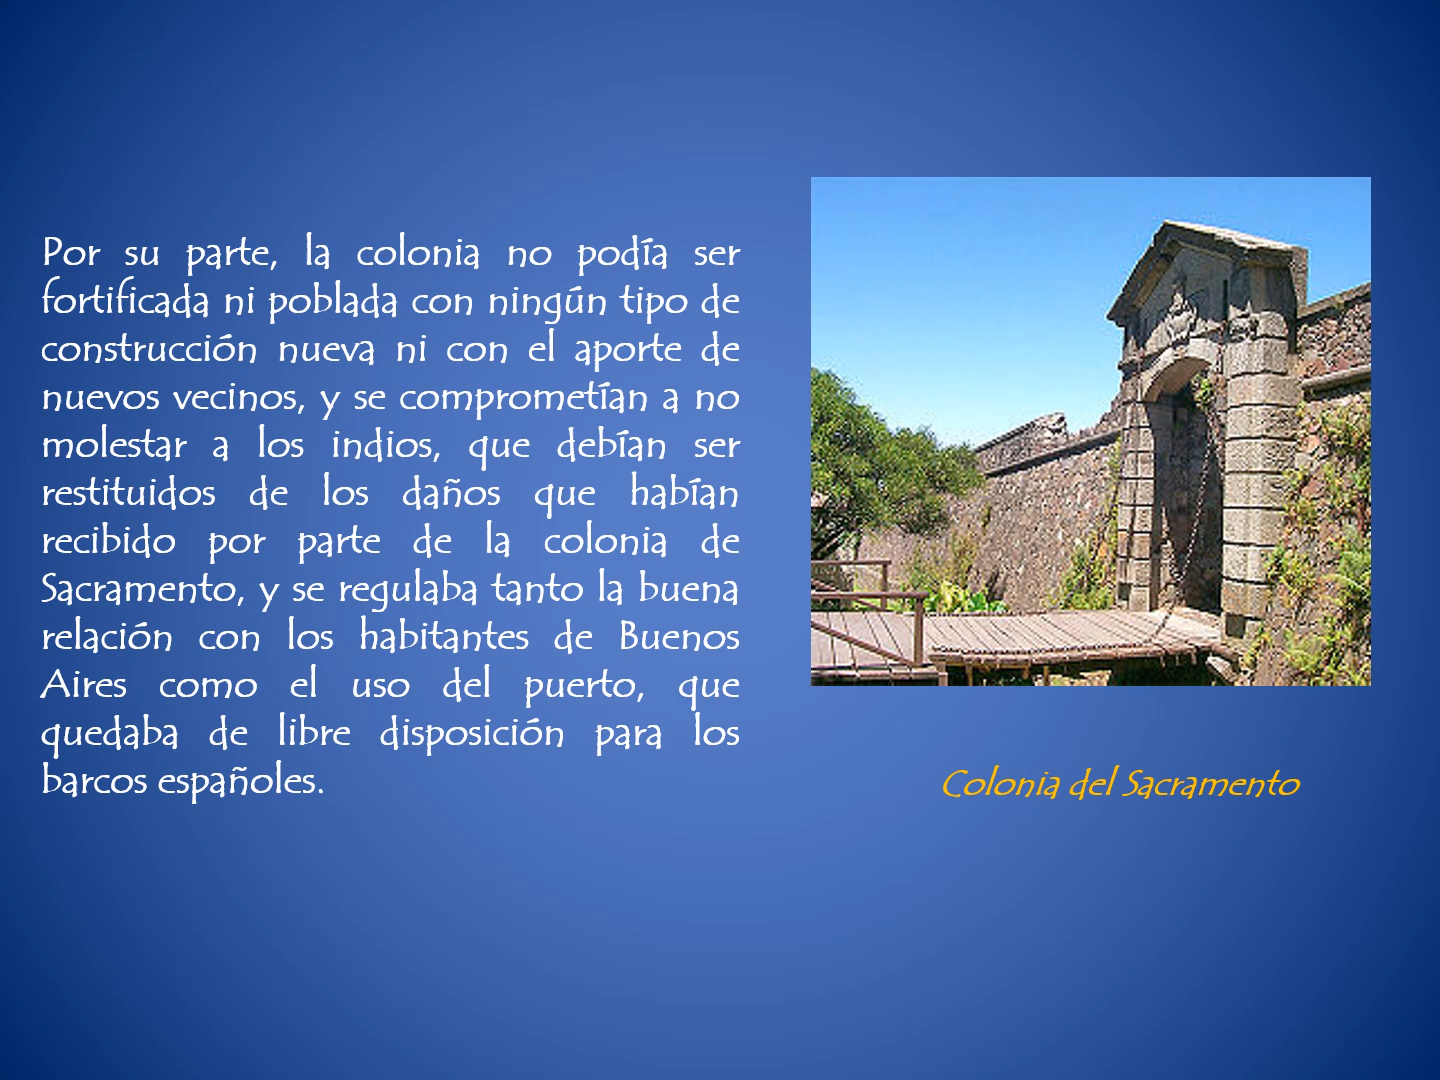 Por su parte, la colonia no podía ser
fortificada ni poblada con ningún tipo de
construcción nueva ni con el aporte de
nuevos vecinos, y se comprometían a no
molestar a los indios, que debían ser
restituidos de los daños que habían
recibido por parte de la colonia de
Sacramento, y se regulaba tanto la buena
relación con los habitantes de Buenos
Aires como el uso del puerto, que
quedaba de libre disposición para los
barcos españoles.
Colonia del Sacramento